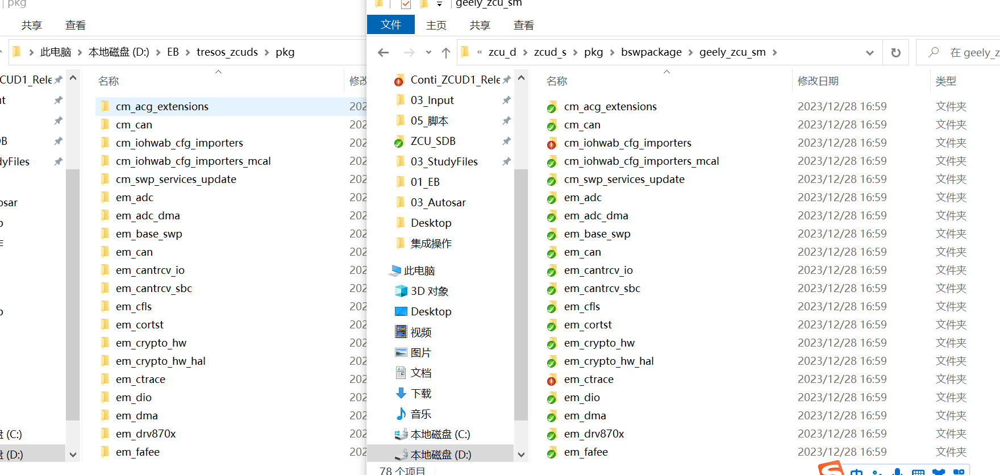 pkg
共享
查看
此电脑
本地磁盘 (D:)
EB
tresos_zcuds
pkg
CUD1_Rele
dyFiles
(C:)
(D:)
名称
修改
cm_acg_extensions
202
cm_can
202
cm_iohwab_cfg_importers
202
cm_iohwab_cfg_importers_mcal
202
cm_swp_services_update
202
em_adc
202
em_adc_dma
202
em_base_swp
202
em_can
202
em_cantrcv_io
202
em_cantrcv_sbc
202
em_cfls
202
em_cortst
202
em_crypto_hw
202
em_crypto_hw_hal
202
em_ctrace
202
em_dio
202
em_dma
202
em_drv870x
202
em_fafee
202
geely_zcu_sm
文件
主页
共享
查看
« zcu_d
zcud_s
pkg
bswpackage
geely_zcu_sm
在 geely_z
Conti_ZCUD1_Rele
03_Input
05_脚本
ZCU_SDB
03_StudyFiles
01_EB
03_Autosar
Desktop
集成操作
此电脑
3D 对象
Desktop
视频
图片
文档
下载
音乐
本地磁盘 (C:)
本地磁盘 (D:)
78 个项目
名称
修改日期
类型
cm_acg_extensions 2023/12/28 16:59 文件夹
cm_can 2023/12/28 16:59 文件夹
cm_iohwab_cfg_importers 2023/12/28 16:59 文件夹
cm_iohwab_cfg_importers_mcal 2023/12/28 16:59 文件夹
cm_swp_services_update 2023/12/28 16:59 文件夹
em_adc 2023/12/28 16:59 文件夹
em_adc_dma 2023/12/28 16:59 文件夹
em_base_swp 2023/12/28 16:59 文件夹
em_can 2023/12/28 16:59 文件夹
em_cantrcv_io 2023/12/28 16:59 文件夹
em_cantrcv_sbc 2023/12/28 16:59 文件夹
em_cfls 2023/12/28 16:59 文件夹
em_cortst 2023/12/28 16:59 文件夹
em_crypto_hw 2023/12/28 16:59 文件夹
em_crypto_hw_hal 2023/12/28 16:59 文件夹
em_ctrace 2023/12/28 16:59 文件夹
em_dio 2023/12/28 16:59 文件夹
em_dma 2023/12/28 16:59 文件夹
em_drv870x 2023/12/28 16:59 文件夹
em_fafee 2023/12/28 16:59 文件夹
中